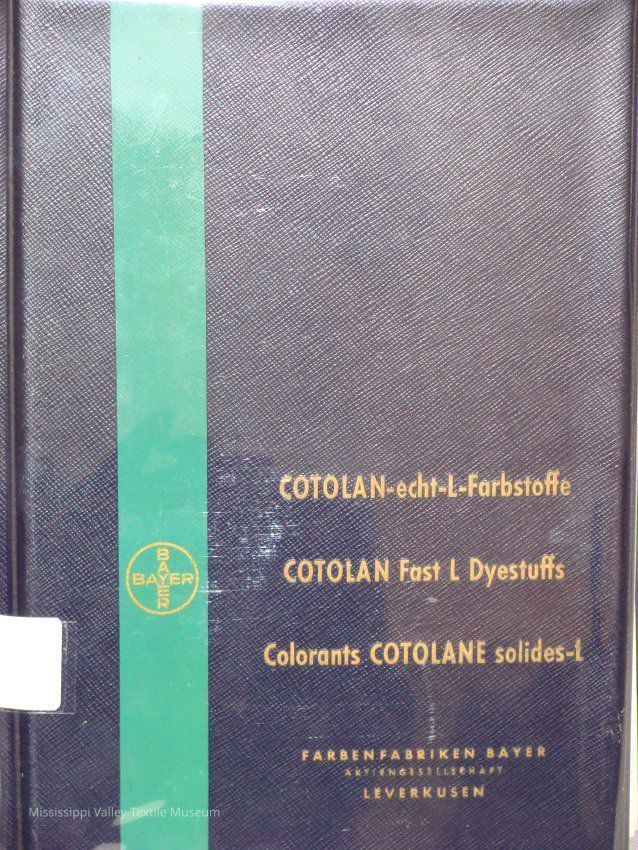 COTOLAN-echt-L-Farbstoffe
COTOLAN Fast L Dyestuffs
BAYER
BAYER
Colorants COTOLANE solides-L
FARBENFABRIKEN BAYER
AKTIENGESELLSCHAFT
LEVERKUSEN
Mississippi Valley Textile Museum